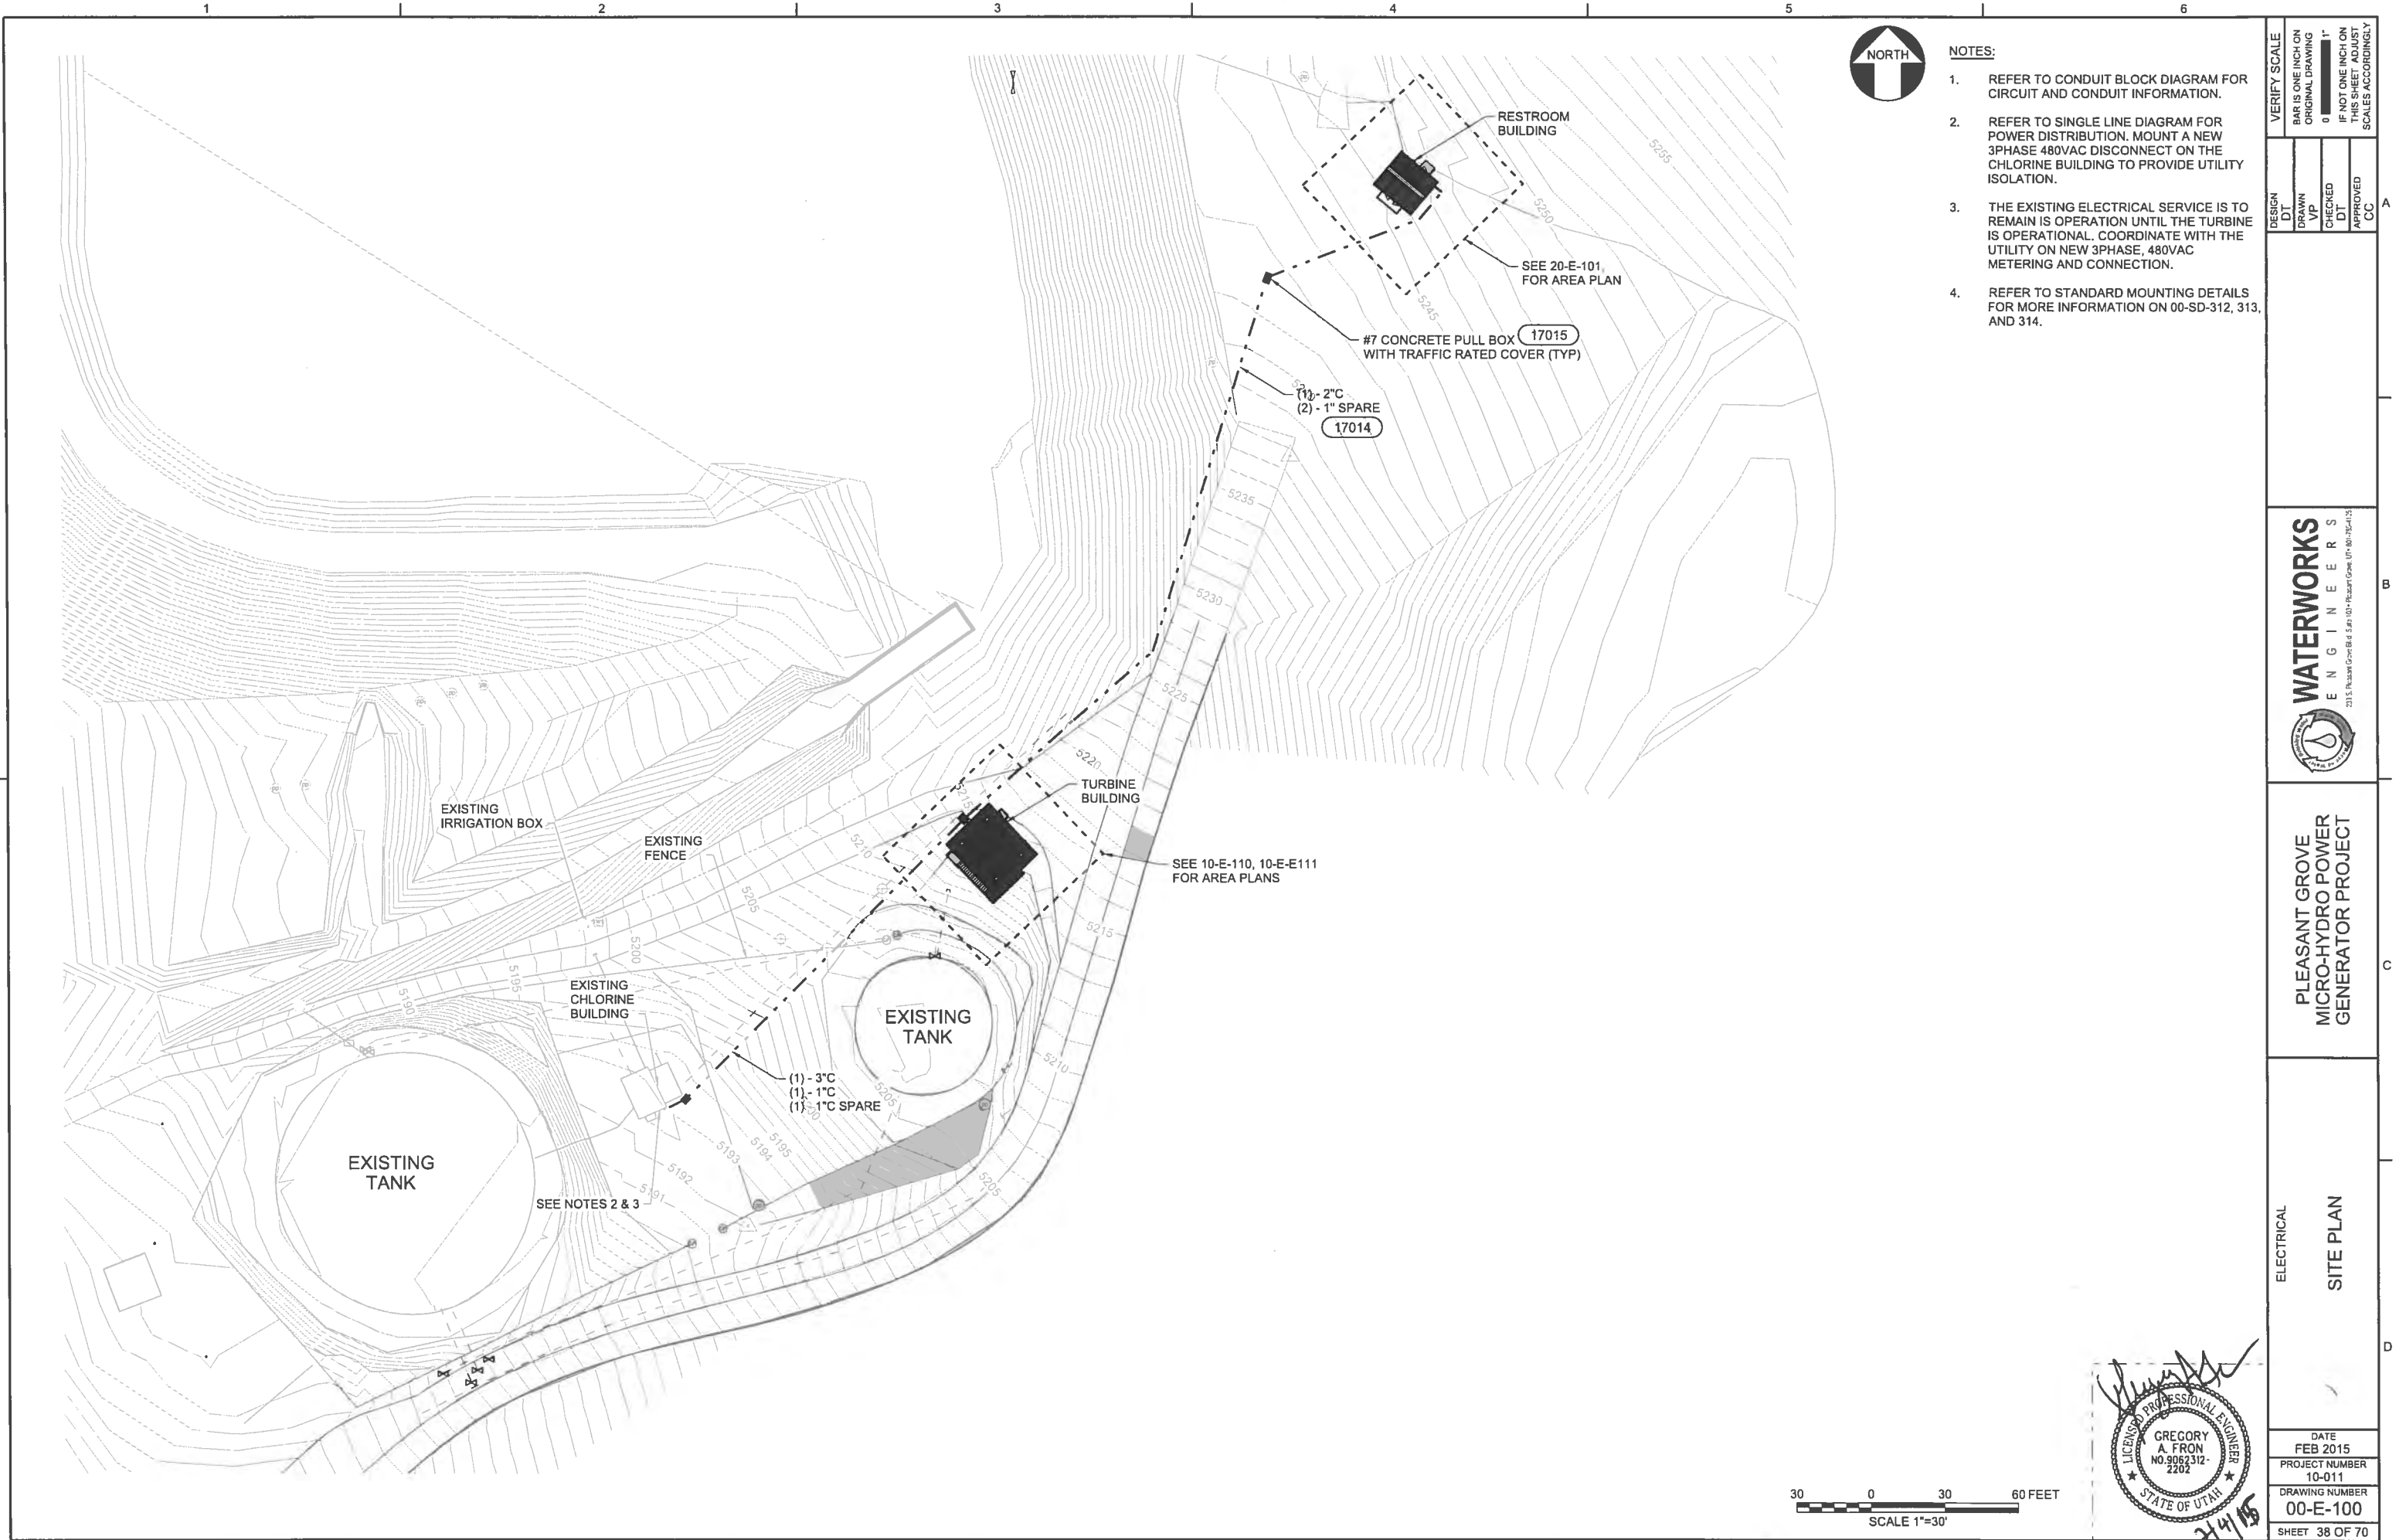 1
2
3
4
5
6
NORTH
NOTES:
1. REFER TO CONDUIT BLOCK DIAGRAM FOR
CIRCUIT AND CONDUIT INFORMATION.
2. REFER TO SINGLE LINE DIAGRAM FOR
POWER DISTRIBUTION. MOUNT A NEW
3PHASE 480VAC DISCONNECT ON THE
CHLORINE BUILDING TO PROVIDE UTILITY
ISOLATION.
3. THE EXISTING ELECTRICAL SERVICE IS TO
REMAIN IS OPERATION UNTIL THE TURBINE
IS OPERATIONAL. COORDINATE WITH THE
UTILITY ON NEW 3PHASE, 480VAC
METERING AND CONNECTION.
4. REFER TO STANDARD MOUNTING DETAILS
FOR MORE INFORMATION ON 00-SD-312, 313,
AND 314.
RESTROOM
BUILDING
5255
5250
SEE 20-E-101
FOR AREA PLAN
5245
#7 CONCRETE PULL BOX 17015
WITH TRAFFIC RATED COVER (TYP)
(1) - 2"C
(2) - 1" SPARE
17014
5235
5230
5225
5220
5215
TURBINE
BUILDING
EXISTING
IRRIGATION BOX
EXISTING
FENCE
5210
SEE 10-E-110, 10-E-E111
FOR AREA PLANS
5205
5200
5195
5190
5215
EXISTING
CHLORINE
BUILDING
EXISTING
TANK
5210
(1) - 3"C
(1) - 1"C
(1) - 1"C SPARE
5205
5200
5195
5194
5193
5192
5191
5205
EXISTING
TANK
SEE NOTES 2 & 3
30 0 30 60 FEET
SCALE 1"=30'
LICENSED PROFESSIONAL ENGINEER
GREGORY
A. FRON
NO.9062312-
2202
STATE OF UTAH
VERIFY SCALE
BAR IS ONE INCH ON
ORIGINAL DRAWING
0 1"
IF NOT ONE INCH ON
THIS SHEET ADJUST
SCALES ACCORDINGLY
DESIGN
DT
DRAWN
VP
CHECKED
DT
APPROVED
CC
A
B
C
D
WATERWORKS
ENGINEERS
PLEASANT GROVE
MICRO-HYDRO POWER
GENERATOR PROJECT
ELECTRICAL
SITE PLAN
DATE
FEB 2015
PROJECT NUMBER
10-011
DRAWING NUMBER
00-E-100
SHEET 38 OF 70